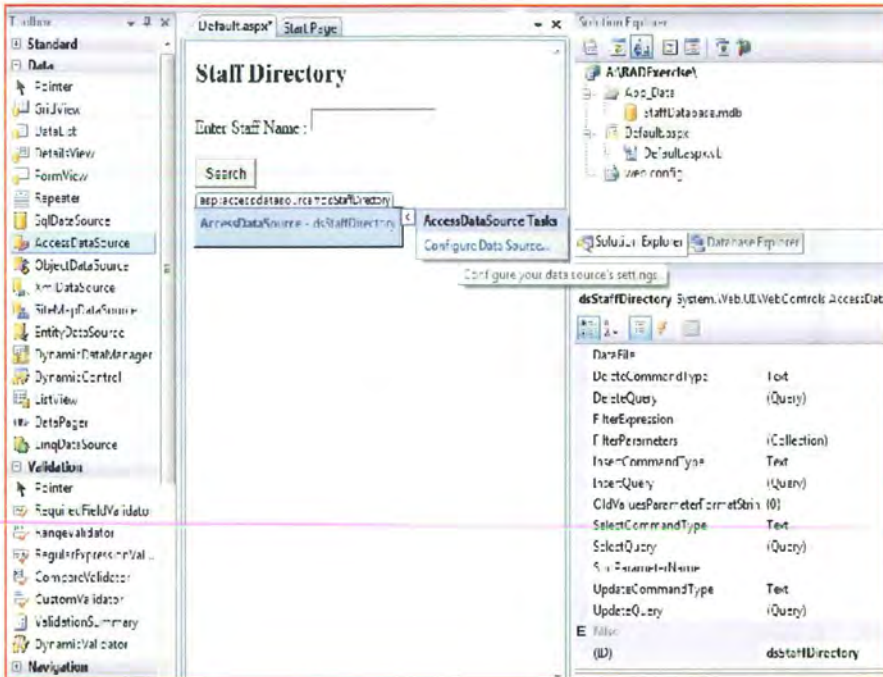 Toolbox
Standard
Data
Pointer
GridView
DataList
DetailsView
FormView
Repeater
SqlDataSource
AccessDataSource
ObjectDataSource
XmlDataSource
SiteMapDataSource
EntityDataSource
DynamicDataManager
DynamicControl
ListView
DataPager
LinqDataSource
Validation
Pointer
RequiredFieldValidator
RangeValidator
RegularExpressionVal...
CompareValidator
CustomValidator
ValidationSummary
DynamicValidator
Navigation
Default.aspx* Start Page
Staff Directory
Enter Staff Name :
Search
asp:accessdatasource#dsStaffDirectory
AccessDataSource - dsStaffDirectory
AccessDataSource Tasks
Configure Data Source...
Configure your data source's settings.
Solution Explorer
A:\RADExercise\
App_Data
StaffDatabase.mdb
Default.aspx
Default.aspx.vb
web.config
Solution Explorer Database Explorer
dsStaffDirectory System.Web.UI.WebControls.AccessDat
DataFile
DeleteCommandType Text
DeleteQuery (Query)
FilterExpression
FilterParameters (Collection)
InsertCommandType Text
InsertQuery (Query)
OldValuesParameterFormatStrin {0}
SelectCommandType Text
SelectQuery (Query)
SortParameterName
UpdateCommandType Text
UpdateQuery (Query)
Misc
(ID) dsStaffDirectory